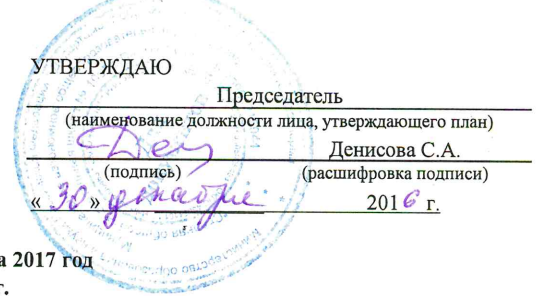 УТВЕРЖДАЮ
Председатель
(наименование должности лица, утверждающего план)
Денисова С.А.
(подпись) (расшифровка подписи)
« 30 » декабря 2016 г.
а 2017 год
г.